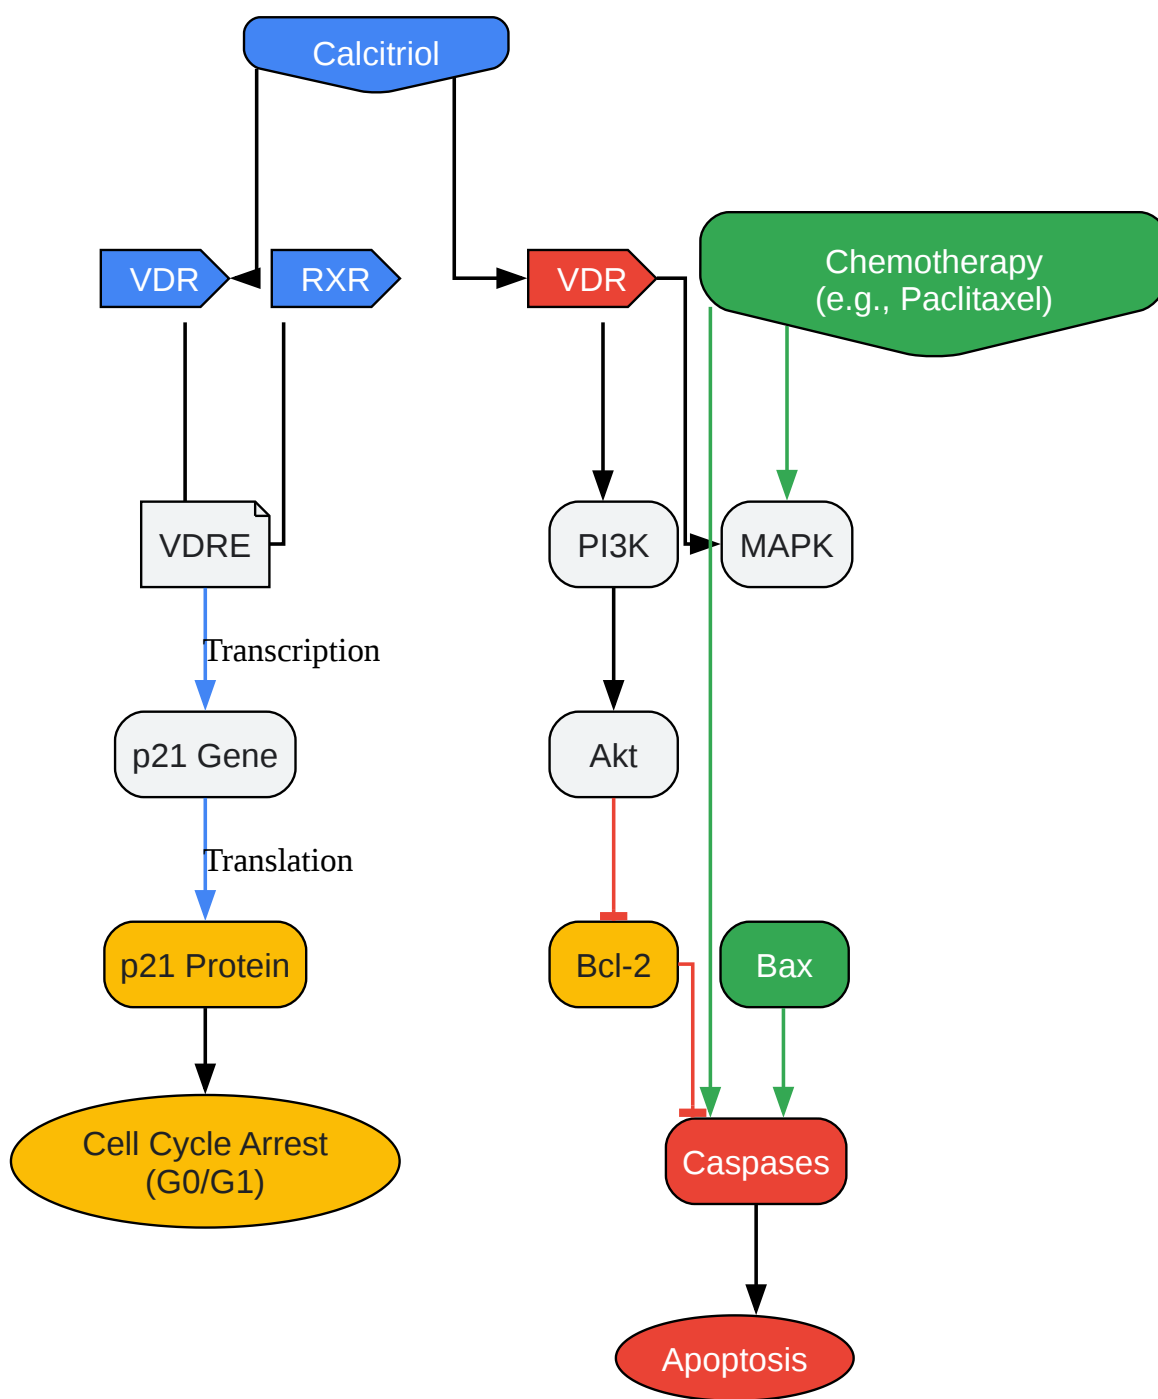 Calcitriol
VDR
RXR
VDR
Chemotherapy
(e.g., Paclitaxel)
VDRE
PI3K
MAPK
Transcription
p21 Gene
Akt
Translation
p21 Protein
Bcl-2
Bax
Cell Cycle Arrest
(G0/G1)
Caspases
Apoptosis